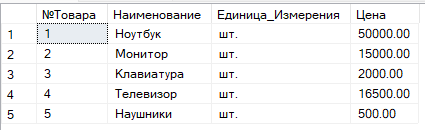 №Товара Наименование Единица_Измерения Цена
1 1 Ноутбук шт. 50000.00
2 2 Монитор шт. 15000.00
3 3 Клавиатура шт. 2000.00
4 4 Телевизор шт. 16500.00
5 5 Наушники шт. 500.00